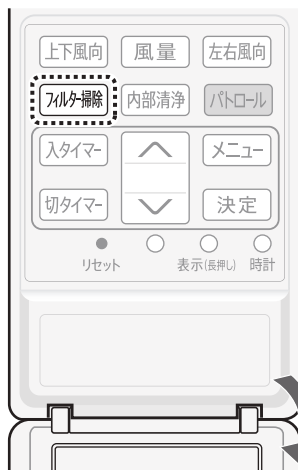 上下風向 風量 左右風向
フィルター掃除 内部清浄 パトロール
入タイマー メニュー
切タイマー 決定
リセット 表示(長押し) 時計